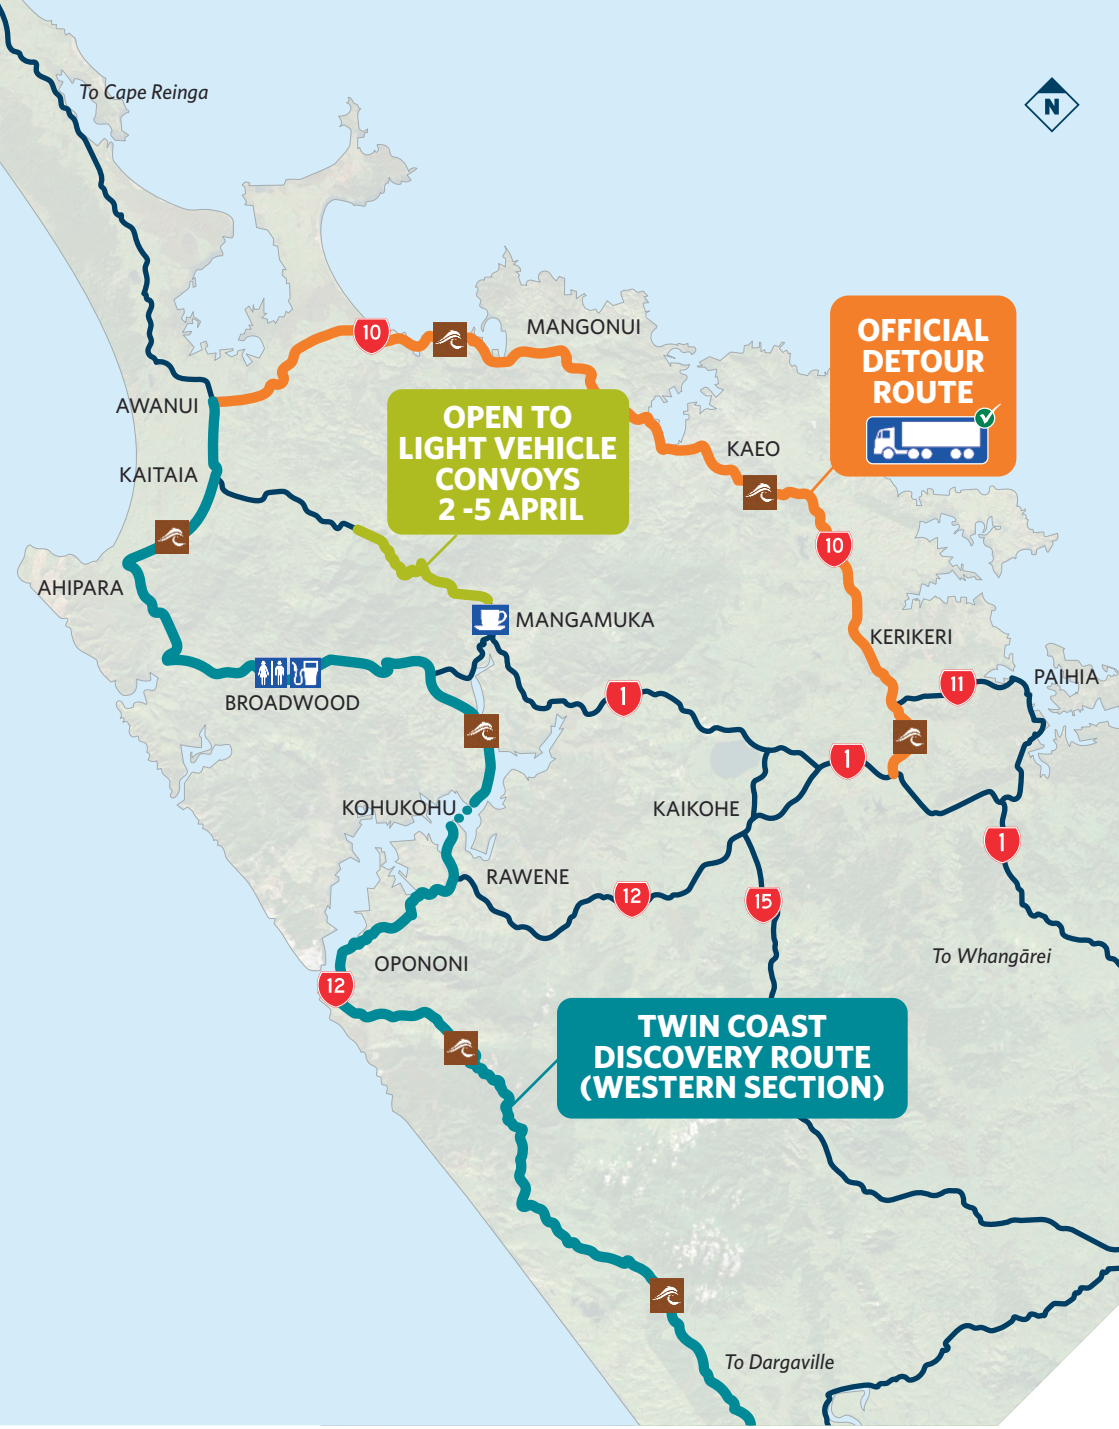 To Cape Reinga
N
OFFICIAL
DETOUR
ROUTE
10
MANGONUI
AWANUI
OPEN TO
LIGHT VEHICLE
CONVOYS
2 -5 APRIL
KAEO
KAITAIA
10
AHIPARA
MANGAMUKA
KERIKERI
PAIHIA
11
1
BROADWOOD
1
KOHUKOHU
KAIKOHE
1
RAWENE
12
15
To Whangārei
OPONONI
12
TWIN COAST
DISCOVERY ROUTE
(WESTERN SECTION)
To Dargaville